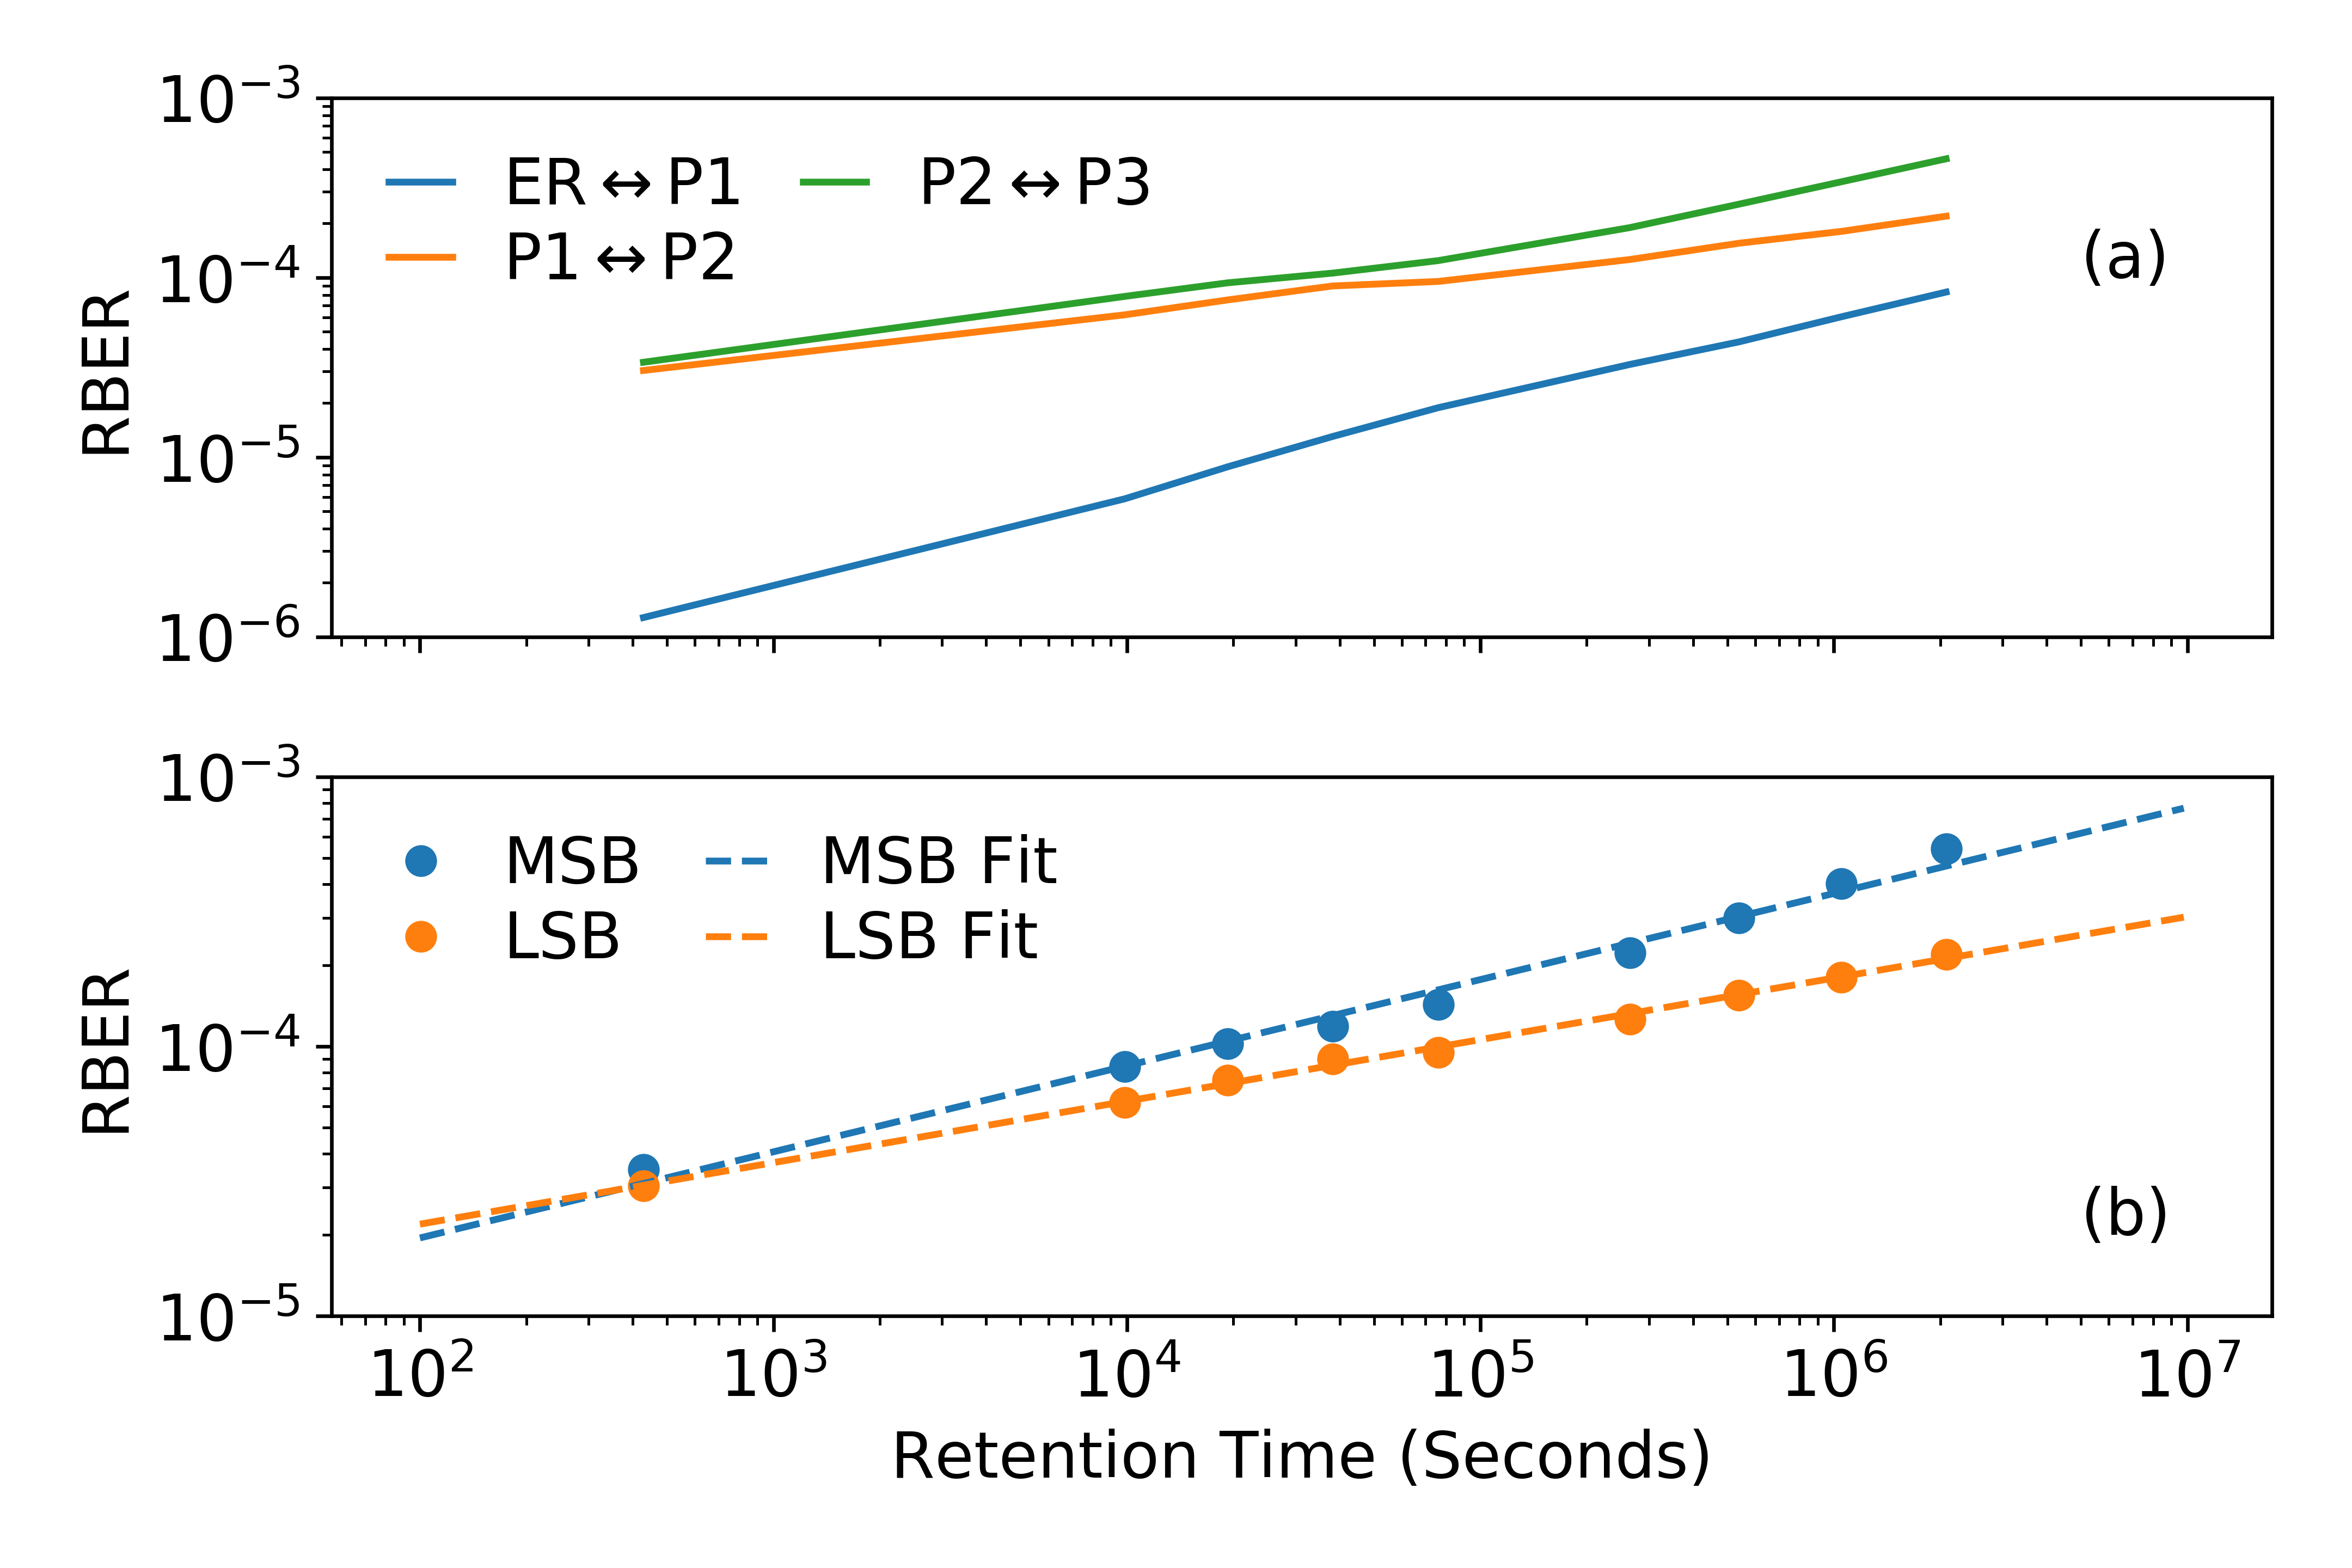 10⁻³
ER↔P1 P2↔P3
P1↔P2
(a)
10⁻⁴
RBER
10⁻⁵
10⁻⁶
10⁻³
MSB MSB Fit
LSB LSB Fit
RBER
10⁻⁴
(b)
10⁻⁵
10² 10³ 10⁴ 10⁵ 10⁶ 10⁷
Retention Time (Seconds)